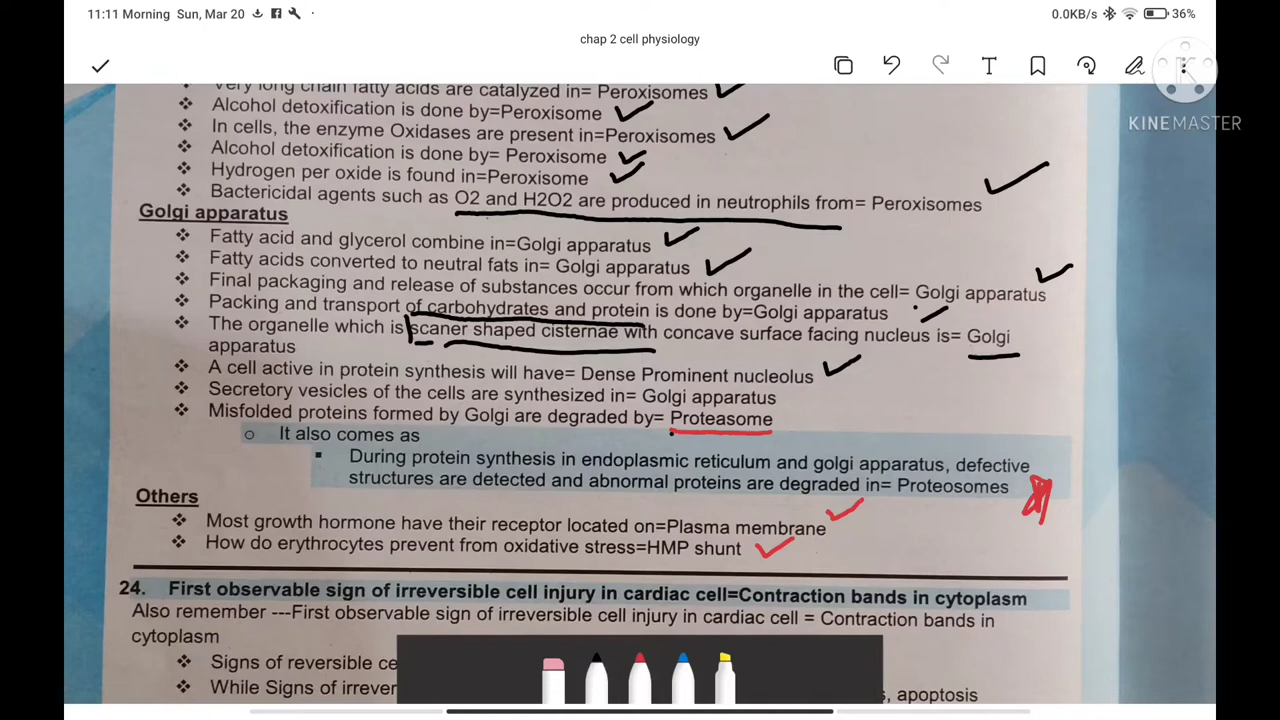 11:11 Morning Sun, Mar 20
0.0KB/s 36%
chap 2 cell physiology
KINEMASTER
Very long chain fatty acids are catalyzed in= Peroxisomes
Alcohol detoxification is done by=Peroxisome
In cells, the enzyme Oxidases are present in=Peroxisomes
Alcohol detoxification is done by= Peroxisome
Hydrogen per oxide is found in=Peroxisome
Bactericidal agents such as O2 and H2O2 are produced in neutrophils from= Peroxisomes
Golgi apparatus
Fatty acid and glycerol combine in=Golgi apparatus
Fatty acids converted to neutral fats in= Golgi apparatus
Final packaging and release of substances occur from which organelle in the cell= Golgi apparatus
Packing and transport of carbohydrates and protein is done by=Golgi apparatus
The organelle which is scaner shaped cisternae with concave surface facing nucleus is= Golgi
apparatus
A cell active in protein synthesis will have= Dense Prominent nucleolus
Secretory vesicles of the cells are synthesized in= Golgi apparatus
Misfolded proteins formed by Golgi are degraded by= Proteasome
It also comes as
During protein synthesis in endoplasmic reticulum and golgi apparatus, defective
structures are detected and abnormal proteins are degraded in= Proteosomes
Others
Most growth hormone have their receptor located on=Plasma membrane
How do erythrocytes prevent from oxidative stress=HMP shunt
24. First observable sign of irreversible cell injury in cardiac cell=Contraction bands in cytoplasm
Also remember ---First observable sign of irreversible cell injury in cardiac cell = Contraction bands in
cytoplasm
Signs of reversible ce
While Signs of irrever s, apoptosis